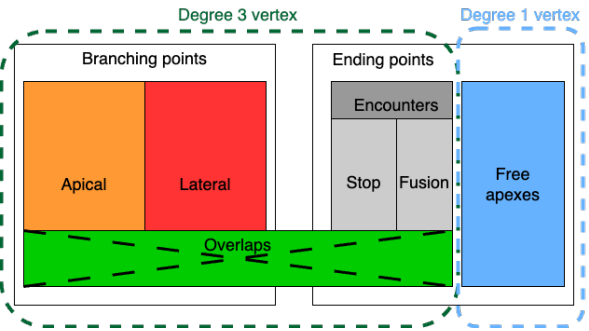 Degree 3 vertex
Degree 1 vertex
Branching points
Ending points
Encounters
Apical
Lateral
Stop
Fusion
Free
apexes
Overlaps